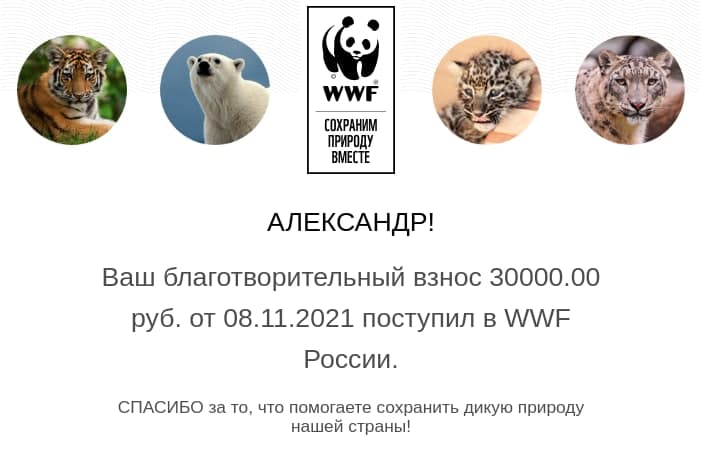 WWF®
СОХРАНИМ
ПРИРОДУ
ВМЕСТЕ
АЛЕКСАНДР!
Ваш благотворительный взнос 30000.00
руб. от 08.11.2021 поступил в WWF
России.
СПАСИБО за то, что помогаете сохранить дикую природу
нашей страны!